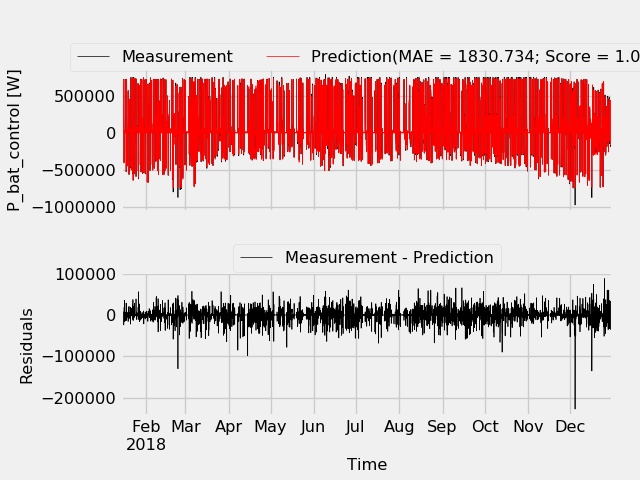 Measurement
Prediction(MAE = 1830.734; Score = 1.0
P_bat_control [W]
500000
0
−500000
−1000000
Measurement - Prediction
Residuals
100000
0
−100000
−200000
Feb Mar Apr May Jun Jul Aug Sep Oct Nov Dec
2018
Time